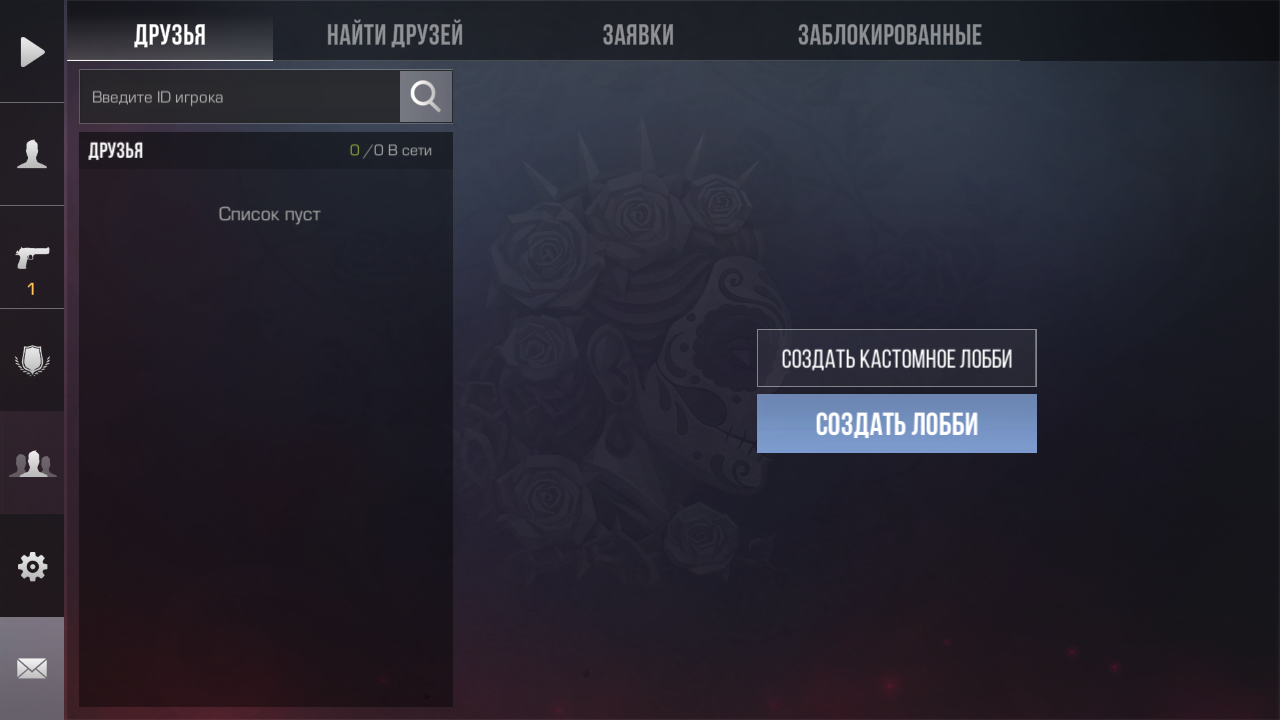 ДРУЗЬЯ
НАЙТИ ДРУЗЕЙ
ЗАЯВКИ
ЗАБЛОКИРОВАННЫЕ
Введите ID игрока
ДРУЗЬЯ
0 /0 В сети
Список пуст
1
СОЗДАТЬ КАСТОМНОЕ ЛОББИ
СОЗДАТЬ ЛОББИ